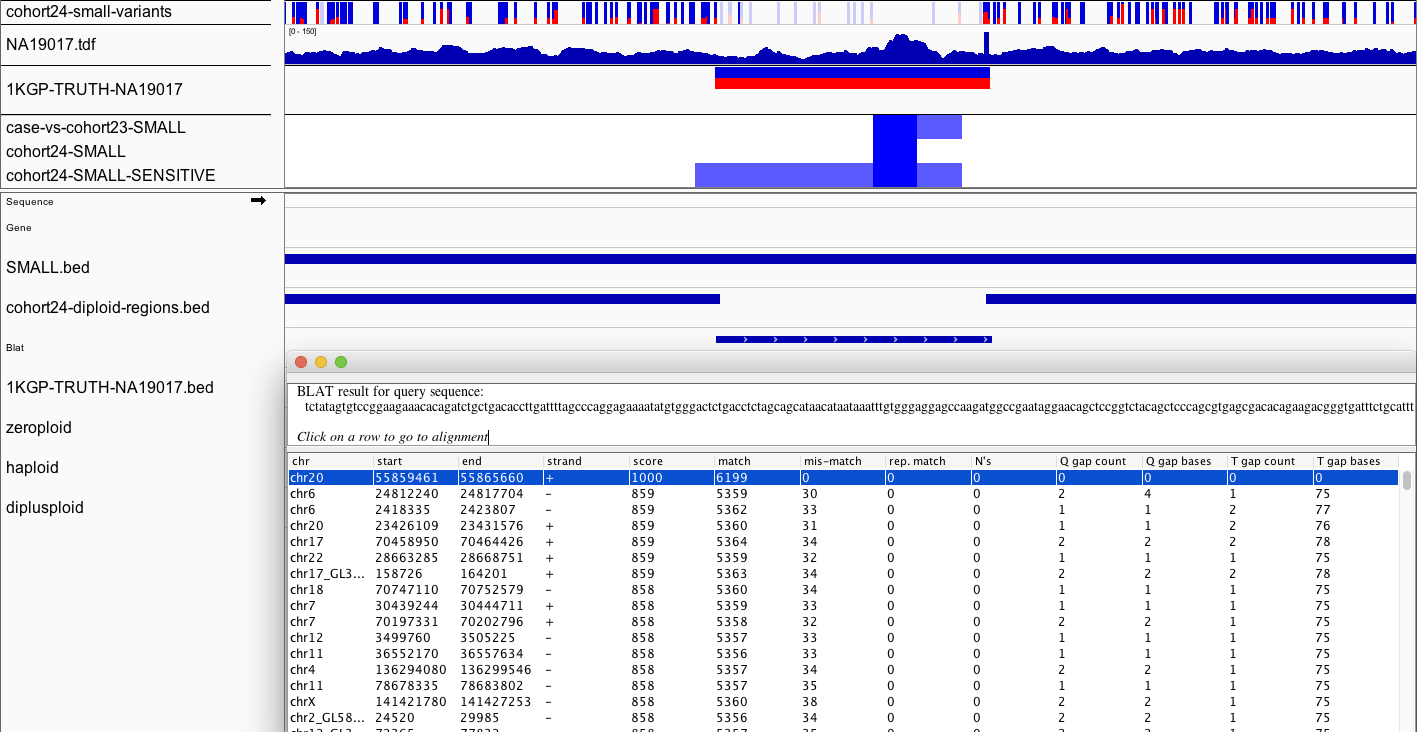 cohort24-small-variants
NA19017.tdf
[0 - 150]
1KGP-TRUTH-NA19017
case-vs-cohort23-SMALL
cohort24-SMALL
cohort24-SMALL-SENSITIVE
Sequence
Gene
SMALL.bed
cohort24-diploid-regions.bed
Blat
1KGP-TRUTH-NA19017.bed
zeroploid
haploid
diplusploid
BLAT result for query sequence:
tctatagtgtccggaagaaacacagatctgctgacaccttgattttagcccaggagaaaatatgtgggactctgacctctagcagcataacataataaatttgtgggaggagccaagatggccgaataggaacagctccggtctacagctcccagcgtgagcgacacagaagacgggtgatttctgcattt
Click on a row to go to alignment
chr start end strand score match mis-match rep. match N's Q gap count Q gap bases T gap count T gap bases
chr20 55859461 55865660 + 1000 6199 0 0 0 0 0 0 0
chr6 24812240 24817704 – 859 5359 30 0 0 2 4 1 75
chr6 2418335 2423807 – 859 5362 33 0 0 1 1 2 77
chr20 23426109 23431576 + 859 5360 31 0 0 1 1 2 76
chr17 70458950 70464426 + 859 5364 34 0 0 2 2 2 78
chr22 28663285 28668751 + 859 5359 32 0 0 1 1 1 75
chr17_GL3... 158726 164201 + 859 5363 34 0 0 2 2 2 78
chr18 70747110 70752579 – 858 5360 34 0 0 1 1 1 75
chr7 30439244 30444711 + 858 5359 33 0 0 1 1 1 75
chr7 70197331 70202796 + 858 5358 32 0 0 2 2 1 75
chr12 3499760 3505225 – 858 5357 33 0 0 1 1 1 75
chr11 36552170 36557634 – 858 5356 33 0 0 1 1 1 75
chr4 136294080 136299546 – 858 5357 34 0 0 2 2 1 75
chr11 78678335 78683802 – 858 5357 35 0 0 1 1 1 75
chrX 141421780 141427253 – 858 5360 38 0 0 2 2 1 75
chr2_GL58... 24520 29985 – 858 5356 34 0 0 2 2 1 75